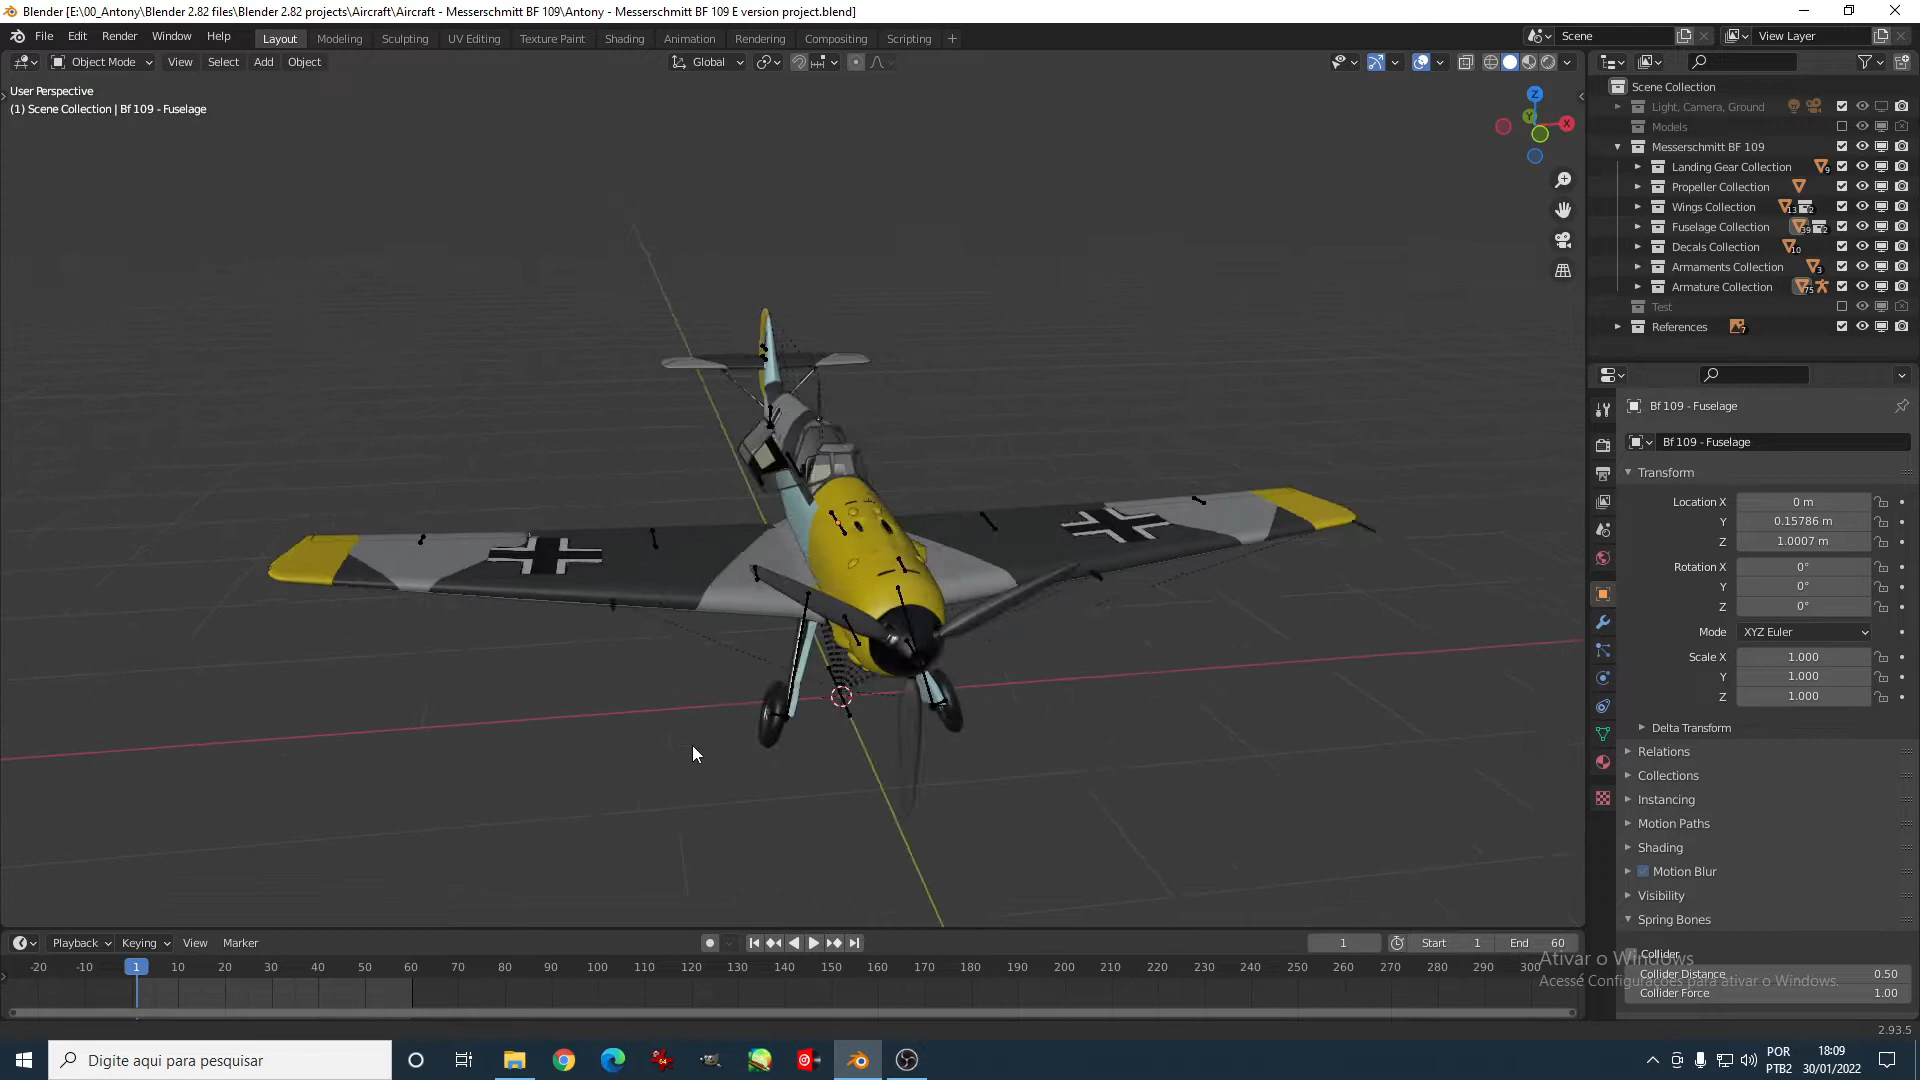 Blender [E:\00_Antony\Blender 2.82 files\Blender 2.82 projects\Aircraft\Aircraft - Messerschmitt BF 109\Antony - Messerschmitt BF 109 E version project.blend]
File Edit Render Window Help Layout Modeling Sculpting UV Editing Texture Paint Shading Animation Rendering Compositing Scripting + Scene View Layer
Object Mode View Select Add Object Global
User Perspective
(1) Scene Collection | Bf 109 - Fuselage
Z
Y
X
Scene Collection
Light, Camera, Ground
Models
Messerschmitt BF 109
Landing Gear Collection 9
Propeller Collection
Wings Collection 13 2
Fuselage Collection 39 2
Decals Collection 10
Armaments Collection 3
Armature Collection 75
Test
References 7
Bf 109 - Fuselage
Bf 109 - Fuselage
Transform
Location X 0 m
Y 0.15786 m
Z 1.0007 m
Rotation X 0°
Y 0°
Z 0°
Mode XYZ Euler
Scale X 1.000
Y 1.000
Z 1.000
Delta Transform
Relations
Collections
Instancing
Motion Paths
Shading
Motion Blur
Visibility
Spring Bones
Collider
Collider Distance 0.50
Collider Force 1.00
Ativar o Windows
Acesse Configurações para ativar o Windows.
Playback Keying View Marker 1 Start 1 End 60
-20 -10 1 10 20 30 40 50 60 70 80 90 100 110 120 130 140 150 160 170 180 190 200 210 220 230 240 250 260 270 280 290 300
2.93.5
Digite aqui para pesquisar
64
POR
PTB2
18:09
30/01/2022